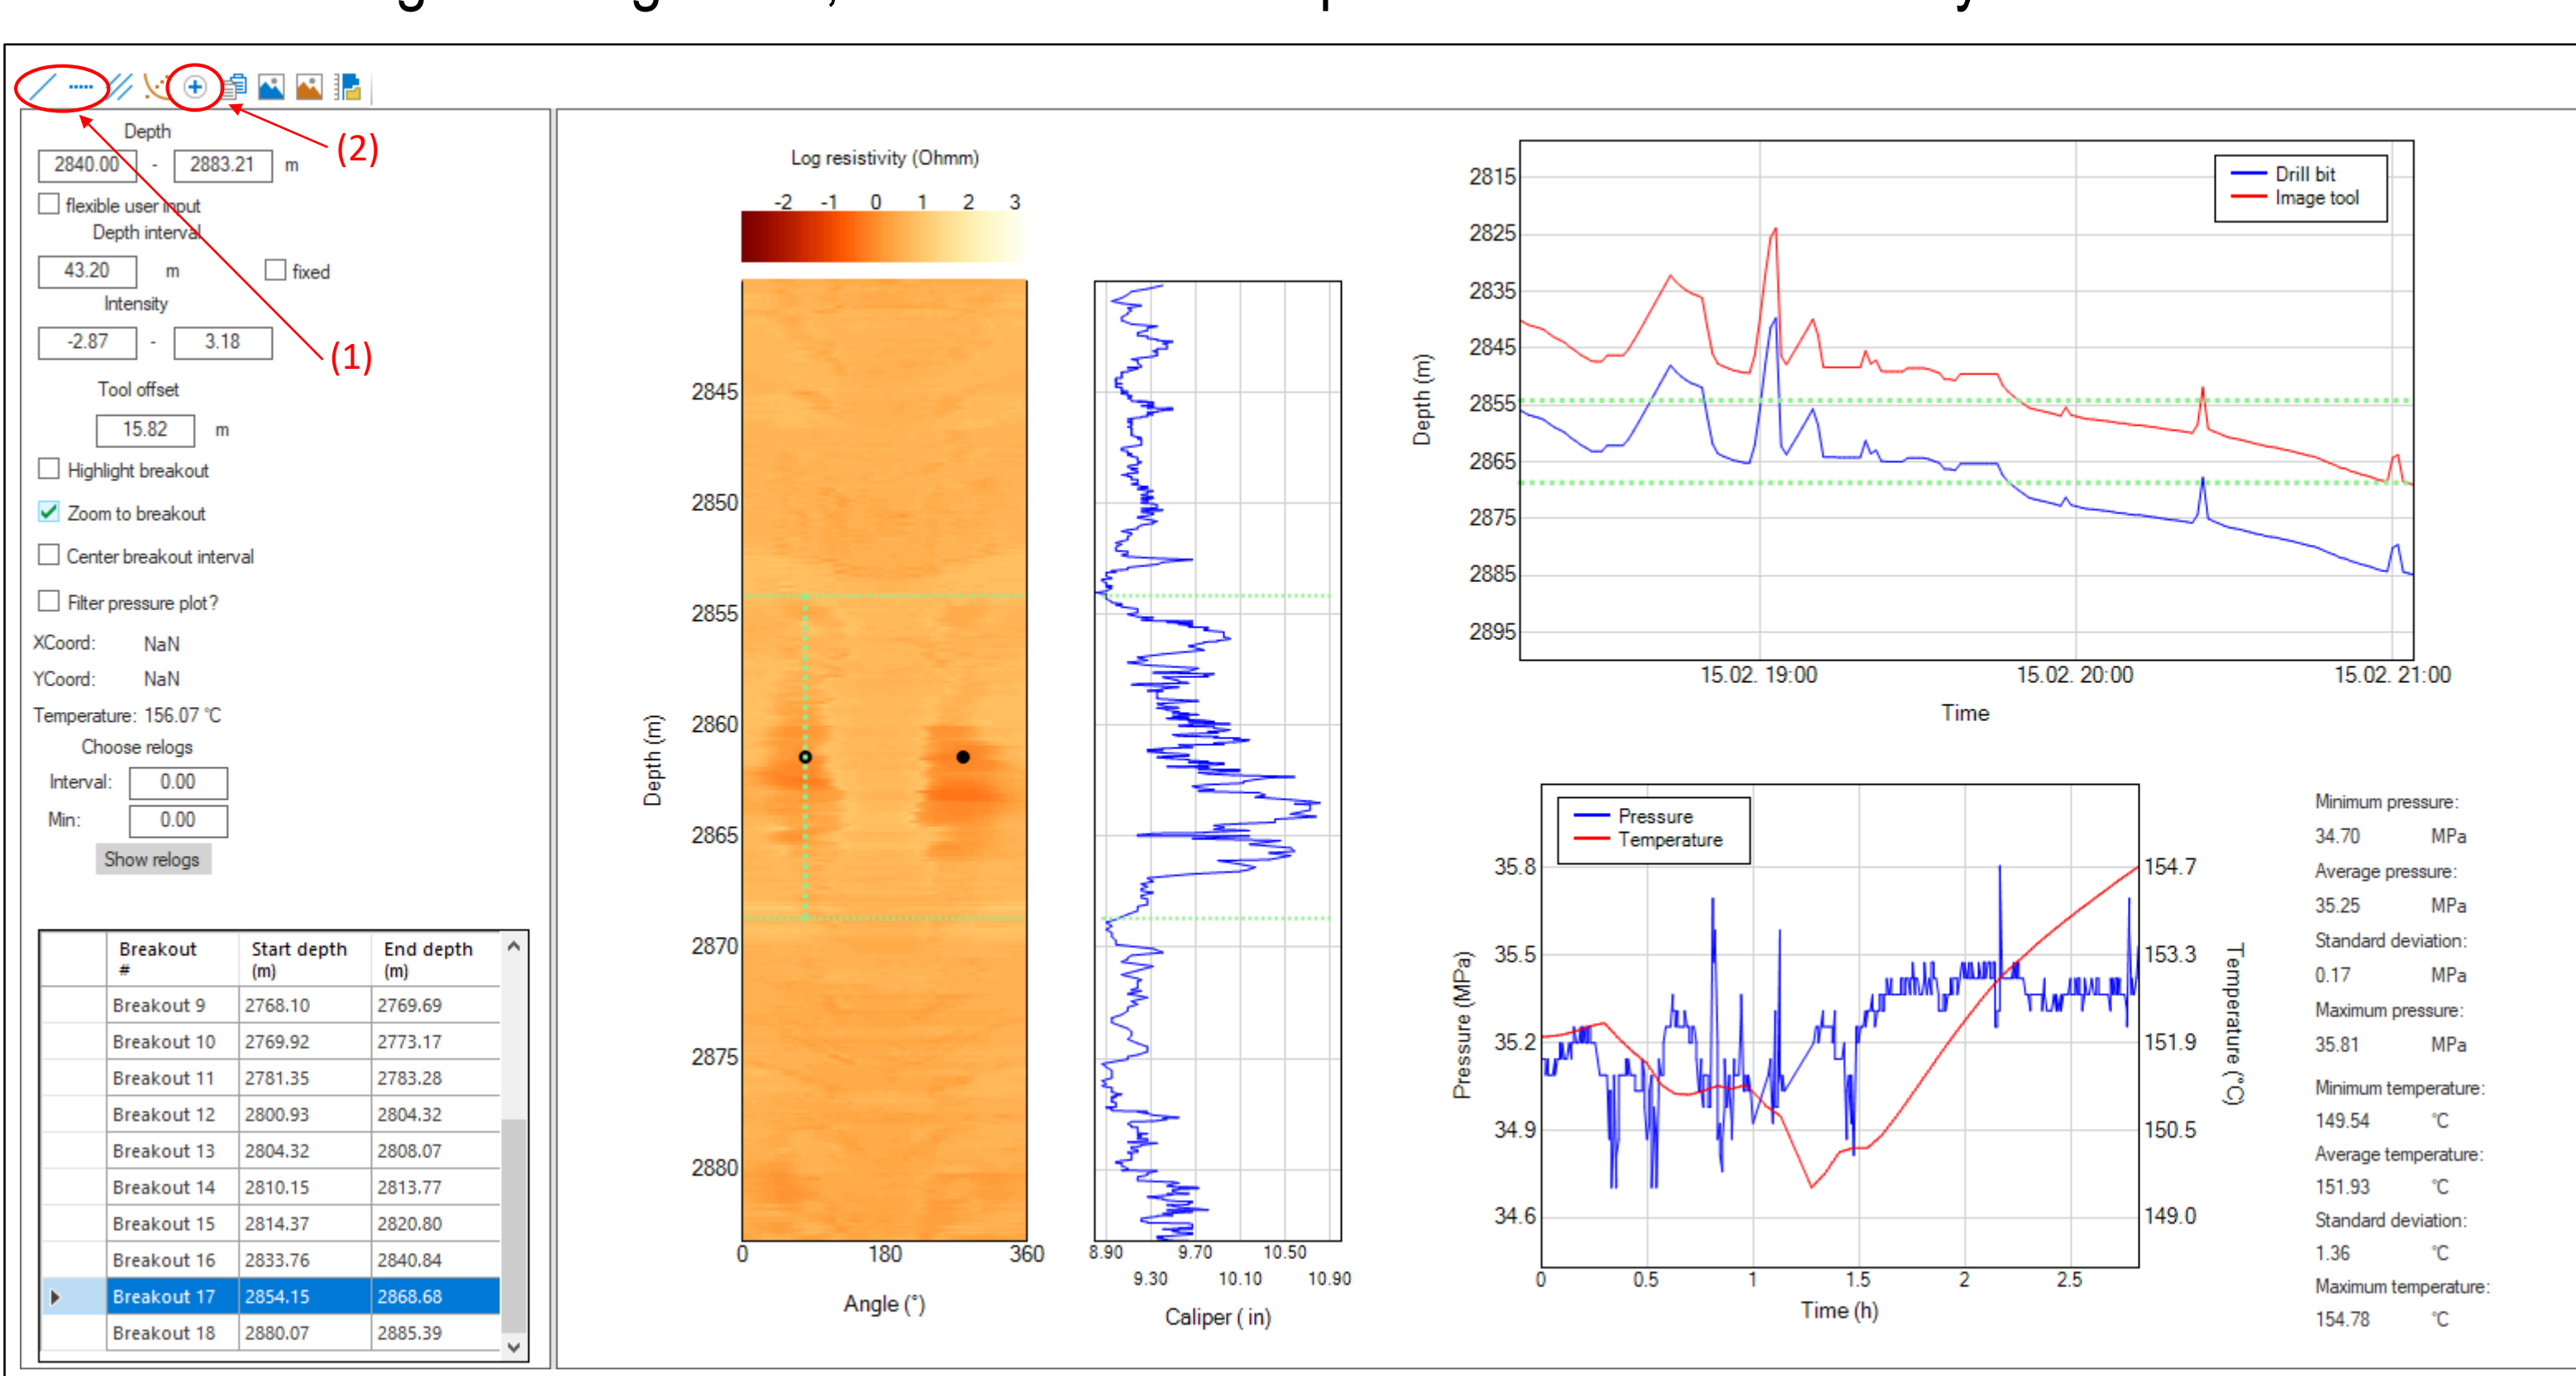 (2)
(1)
Depth
2840.00 - 2883.21 m
flexible user input
Depth interval
43.20 m fixed
Intensity
-2.87 - 3.18
Tool offset
15.82 m
Highlight breakout
Zoom to breakout
Center breakout interval
Filter pressure plot?
XCoord: NaN
YCoord: NaN
Temperature: 156.07 °C
Choose relogs
Interval: 0.00
Min: 0.00
Show relogs
Breakout # Start depth (m) End depth (m)
Breakout 9 2768.10 2769.69
Breakout 10 2769.92 2773.17
Breakout 11 2781.35 2783.28
Breakout 12 2800.93 2804.32
Breakout 13 2804.32 2808.07
Breakout 14 2810.15 2813.77
Breakout 15 2814.37 2820.80
Breakout 16 2833.76 2840.84
Breakout 17 2854.15 2868.68
Breakout 18 2880.07 2885.39
Log resistivity (Ohmm)
-2 -1 0 1 2 3
Depth (m)
2845
2850
2855
2860
2865
2870
2875
2880
0 180 360
Angle (°)
8.90 9.70 10.50
9.30 10.10 10.90
Caliper ( in)
Drill bit
Image tool
Depth (m)
2815
2825
2835
2845
2855
2865
2875
2885
2895
15.02. 19:00 15.02. 20:00 15.02. 21:00
Time
Pressure
Temperature
Pressure (MPa)
35.8
35.5
35.2
34.9
34.6
154.7
153.3
151.9
150.5
149.0
Temperature (°C)
0 0.5 1 1.5 2 2.5
Time (h)
Minimum pressure:
34.70 MPa
Average pressure:
35.25 MPa
Standard deviation:
0.17 MPa
Maximum pressure:
35.81 MPa
Minimum temperature:
149.54 °C
Average temperature:
151.93 °C
Standard deviation:
1.36 °C
Maximum temperature:
154.78 °C